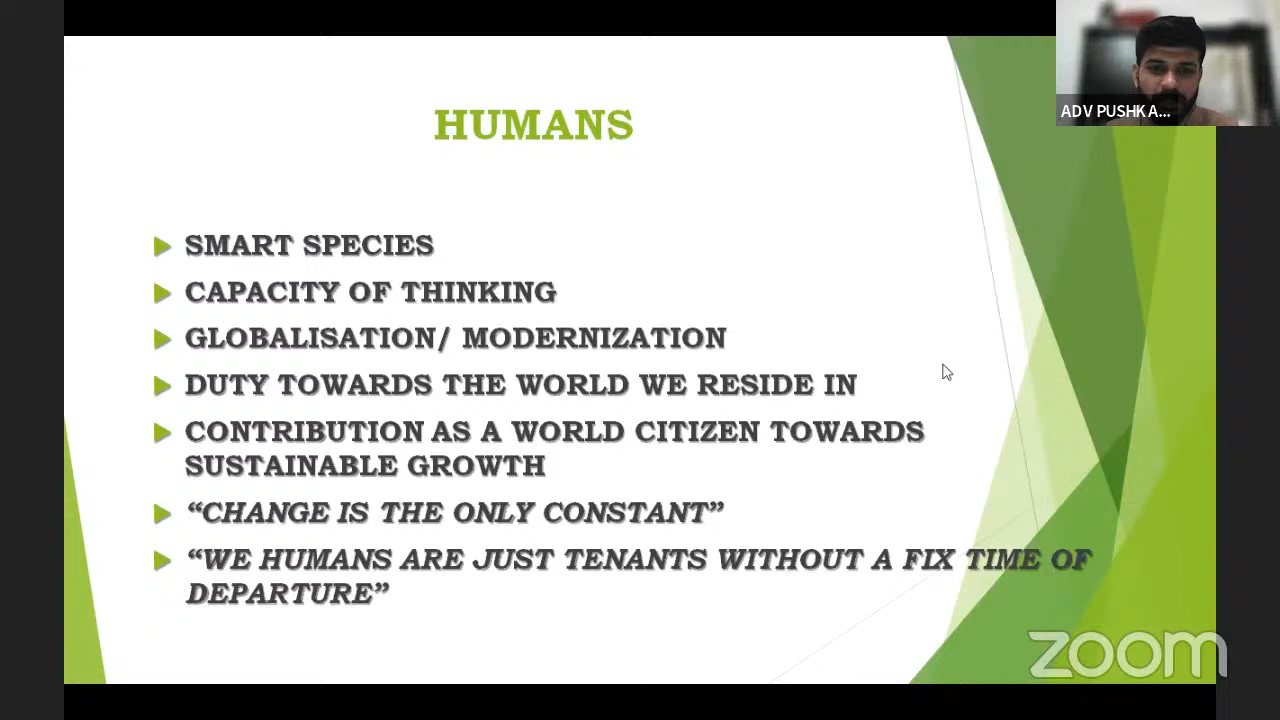 ADV PUSHKA...
HUMANS
SMART SPECIES
CAPACITY OF THINKING
GLOBALISATION/ MODERNIZATION
DUTY TOWARDS THE WORLD WE RESIDE IN
CONTRIBUTION AS A WORLD CITIZEN TOWARDS
SUSTAINABLE GROWTH
“CHANGE IS THE ONLY CONSTANT”
“WE HUMANS ARE JUST TENANTS WITHOUT A FIX TIME OF
DEPARTURE”
zoom